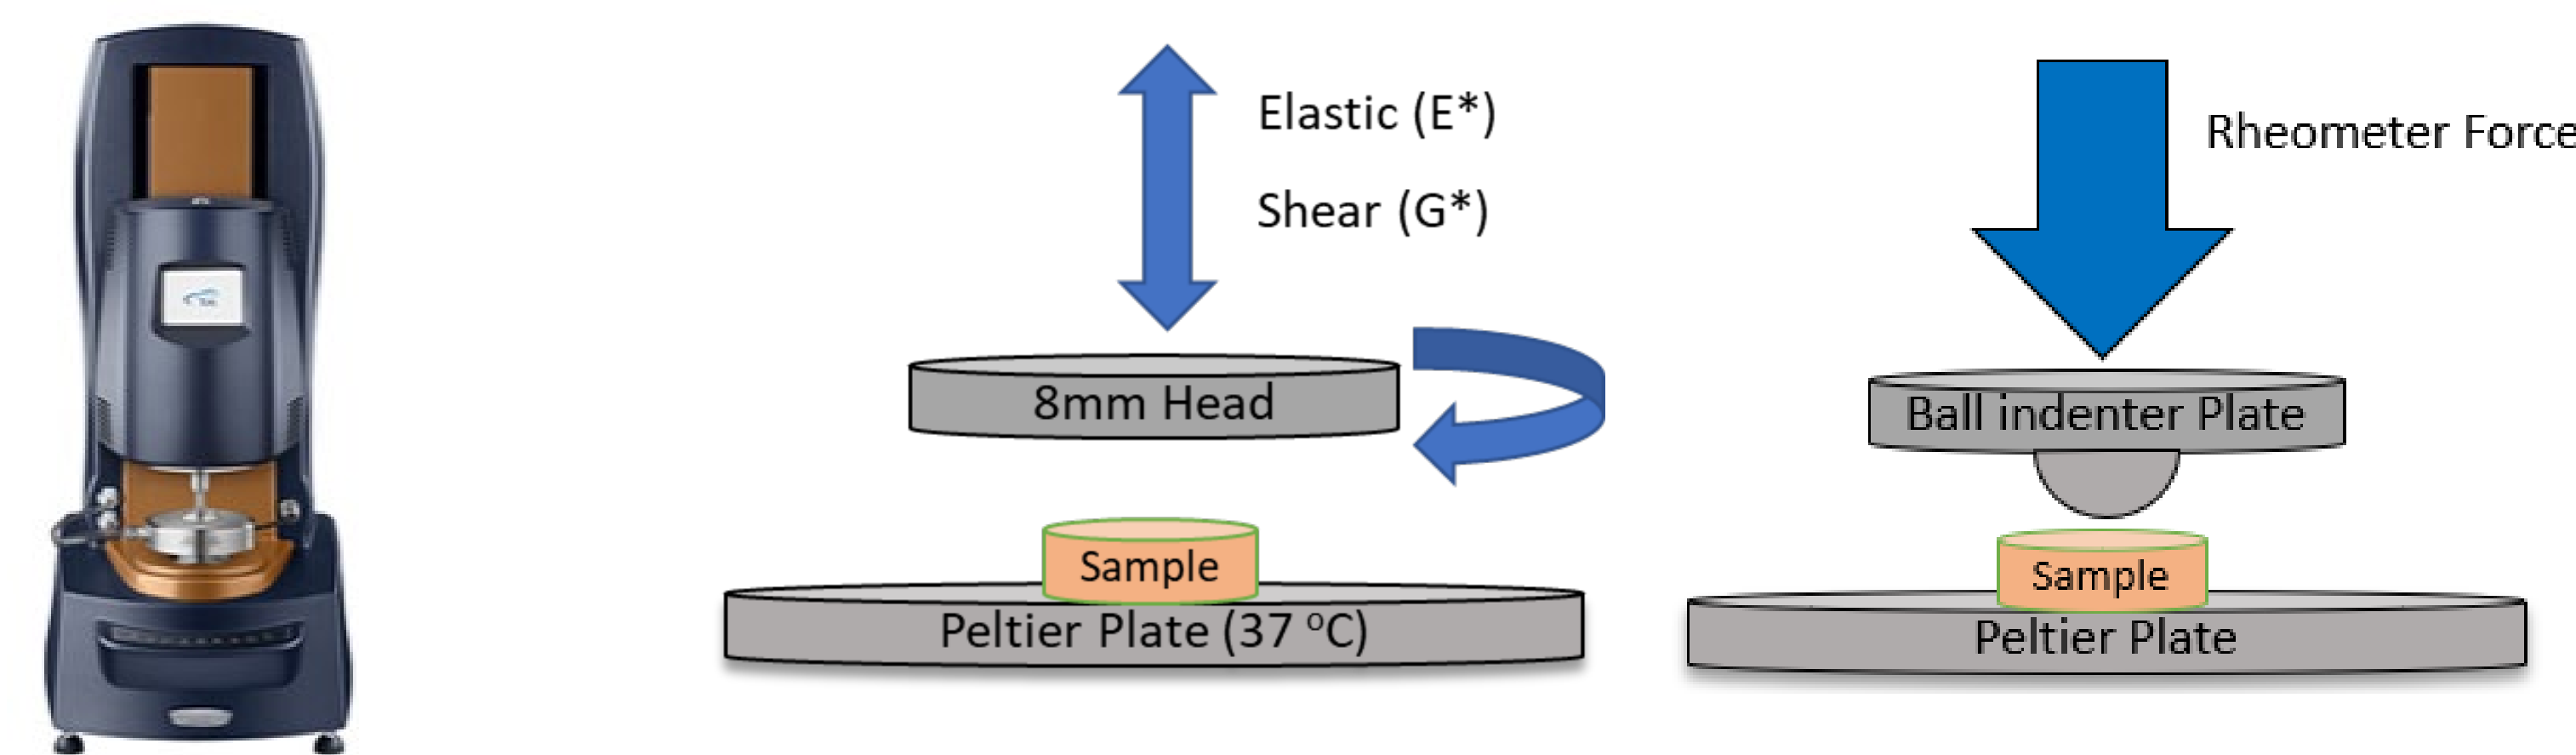 Elastic (E*)
Shear (G*)
8mm Head
Sample
Peltier Plate (37 °C)
Rheometer Force
Ball indenter Plate
Sample
Peltier Plate